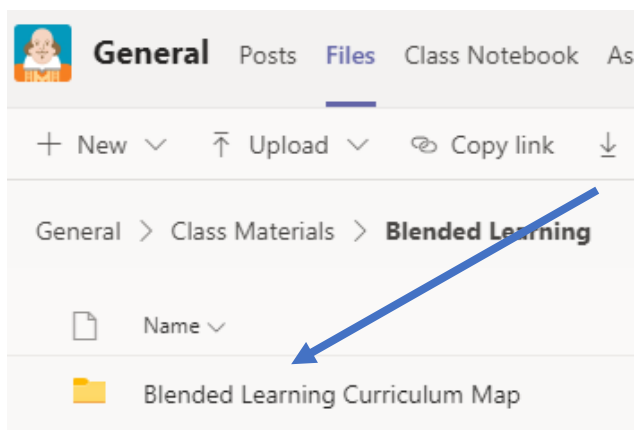 General Posts Files Class Notebook As
New Upload Copy link
General > Class Materials > Blended Learning
Name
Blended Learning Curriculum Map